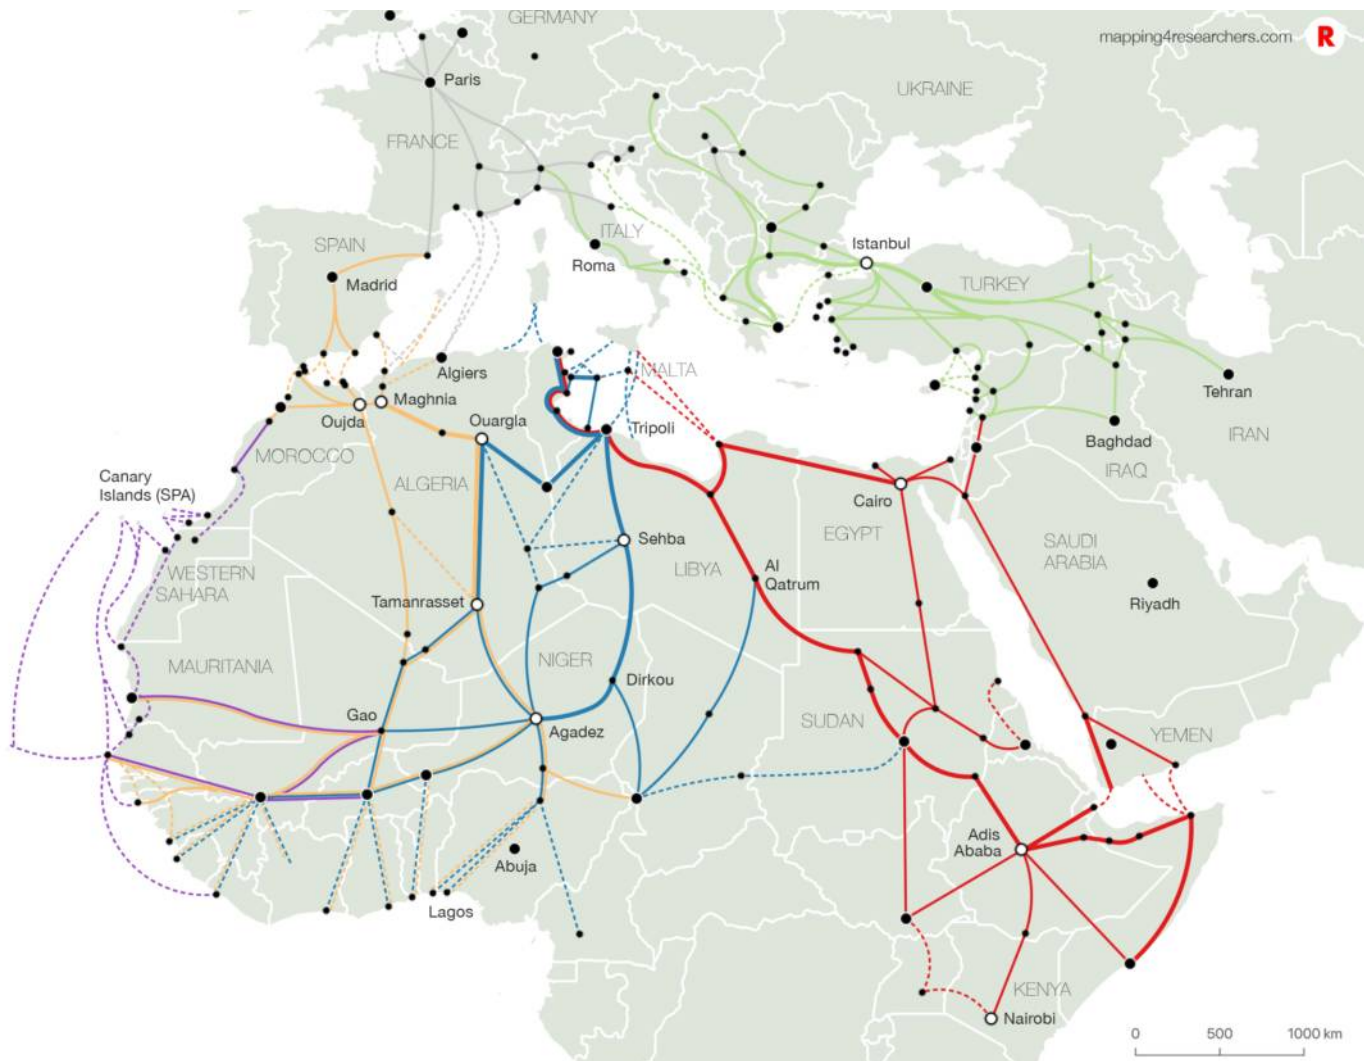 GERMANY
mapping4researchers.com R
Paris
UKRAINE
FRANCE
SPAIN
ITALY
Istanbul
Roma
Madrid
TURKEY
Algiers
MALTA
Tehran
Maghnia
Oujda
Ouargla
Tripoli
Baghdad
IRAN
MOROCCO
IRAQ
Canary
Islands (SPA)
ALGERIA
Cairo
EGYPT
Sehba
SAUDI
ARABIA
WESTERN
SAHARA
LIBYA
Al
Qatrum
Tamanrasset
Riyadh
MAURITANIA
NIGER
Dirkou
Gao
Agadez
SUDAN
YEMEN
Adis
Ababa
Abuja
Lagos
KENYA
Nairobi
0 500 1000 km